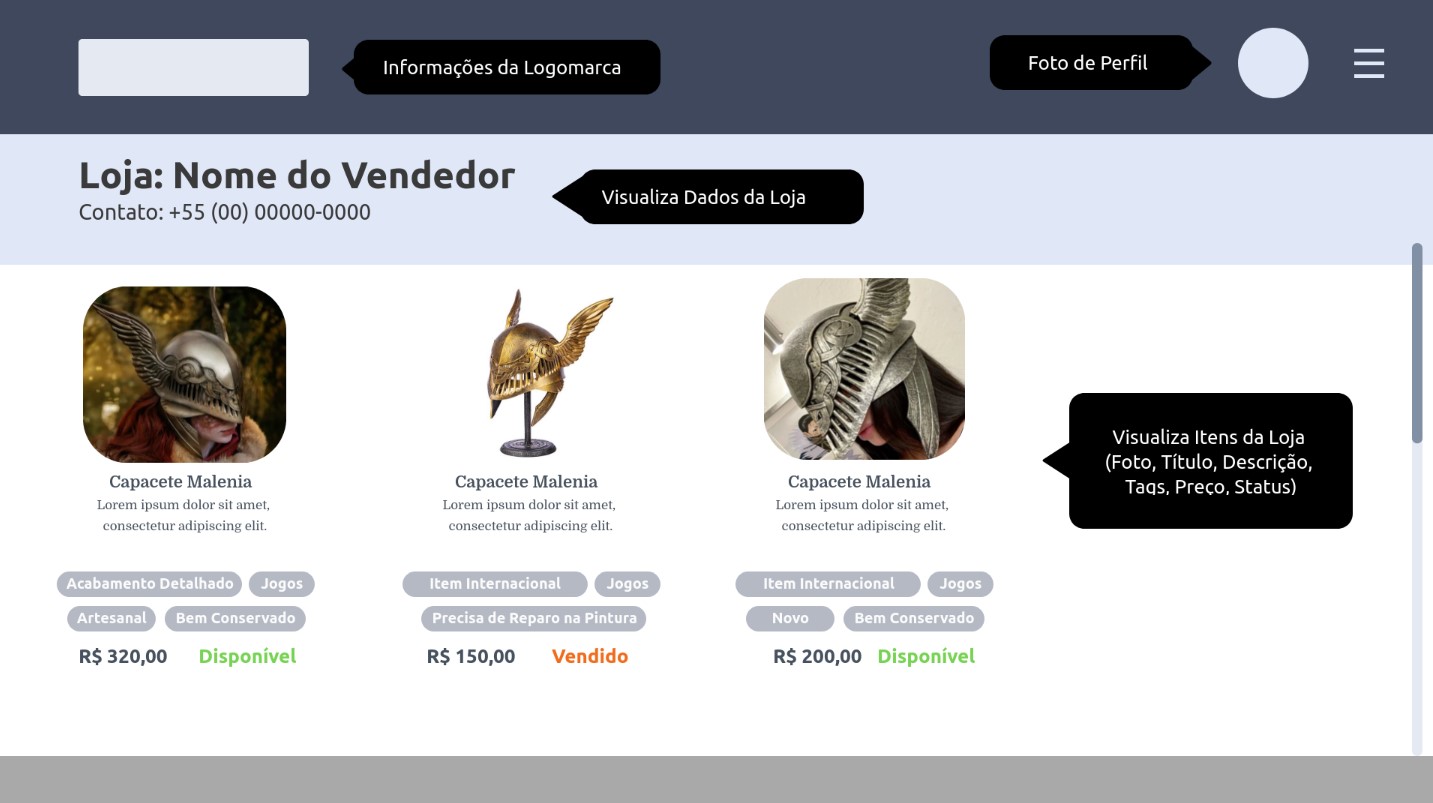 Informações da Logomarca
Foto de Perfil
Loja: Nome do Vendedor
Contato: +55 (00) 00000-0000
Visualiza Dados da Loja
Capacete Malenia
Lorem ipsum dolor sit amet,
consectetur adipiscing elit.
Acabamento Detalhado Jogos
Artesanal Bem Conservado
R$ 320,00 Disponível
Capacete Malenia
Lorem ipsum dolor sit amet,
consectetur adipiscing elit.
Item Internacional Jogos
Precisa de Reparo na Pintura
R$ 150,00 Vendido
Capacete Malenia
Lorem ipsum dolor sit amet,
consectetur adipiscing elit.
Item Internacional Jogos
Novo Bem Conservado
R$ 200,00 Disponível
Visualiza Itens da Loja
(Foto, Título, Descrição,
Tags, Preço, Status)